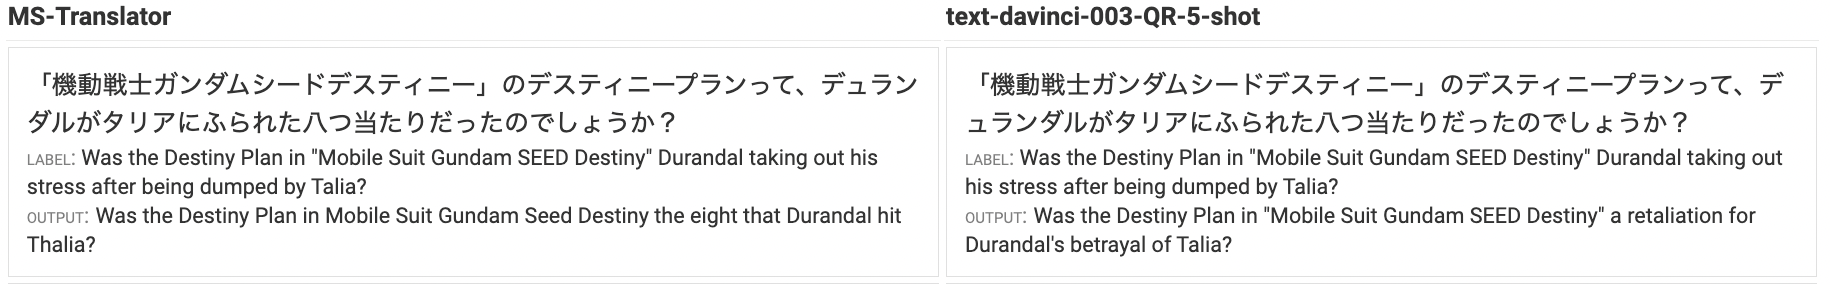 MS-Translator
「機動戦士ガンダムシードデスティニー」のデスティニープランって、デュラン
ダルがタリアにふられた八つ当たりだったのでしょうか？
LABEL: Was the Destiny Plan in "Mobile Suit Gundam SEED Destiny" Durandal taking out his
stress after being dumped by Talia?
OUTPUT: Was the Destiny Plan in Mobile Suit Gundam Seed Destiny the eight that Durandal hit
Thalia?
text-davinci-003-QR-5-shot
「機動戦士ガンダムシードデスティニー」のデスティニープランって、デ
ュランダルがタリアにふられた八つ当たりだったのでしょうか？
LABEL: Was the Destiny Plan in "Mobile Suit Gundam SEED Destiny" Durandal taking out
his stress after being dumped by Talia?
OUTPUT: Was the Destiny Plan in "Mobile Suit Gundam SEED Destiny" a retaliation for
Durandal's betrayal of Talia?